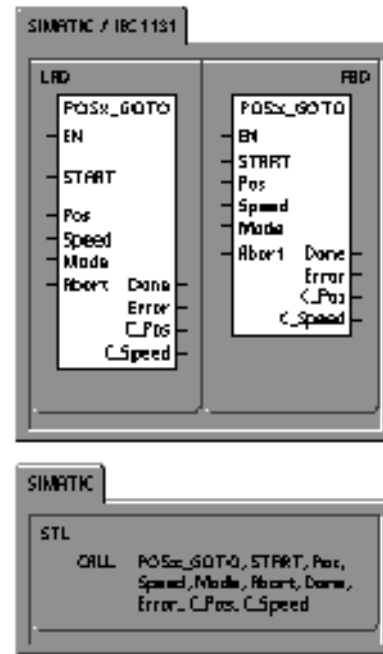 SIMATIC / IEC 1131
LAD
POSx_GOTO
EN
START
Pos
Speed
Mode
Abort Done
Error
C_Pos
C_Speed
FBD
POSx_GOTO
EN
START
Pos
Speed
Mode
Abort Done
Error
C_Pos
C_Speed
SIMATIC
STL
CALL POSx_GOTO, START, Pos,
Speed, Mode, Abort, Done,
Error, C_Pos, C_Speed